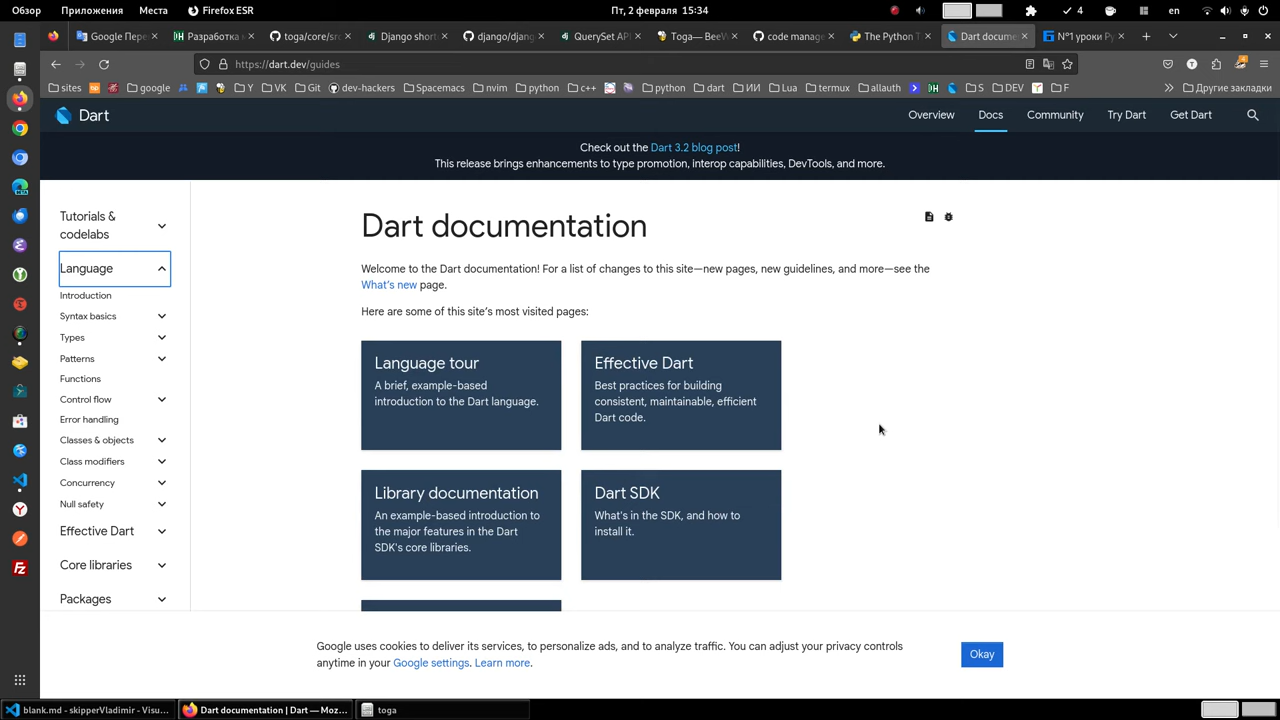 Обзор Приложения Места Firefox ESR Пт, 2 февраля 15:34 4 en
Google Пере Разработка toga/core/sr Django short django/djang QuerySet API Toga— BeeW code manage The Python T Dart docume N°1 уроки Py
https://dart.dev/guides
sites google Y VK Git dev-hackers Spacemacs nvim python c++ python dart ИИ Lua termux allauth S DEV F Другие закладки
Dart
Overview Docs Community Try Dart Get Dart
Check out the Dart 3.2 blog post!
This release brings enhancements to type promotion, interop capabilities, DevTools, and more.
Tutorials &
codelabs
Language
Introduction
Syntax basics
Types
Patterns
Functions
Control flow
Error handling
Classes & objects
Class modifiers
Concurrency
Null safety
Effective Dart
Core libraries
Packages
Dart documentation
Welcome to the Dart documentation! For a list of changes to this site—new pages, new guidelines, and more—see the
What's new page.
Here are some of this site's most visited pages:
Language tour
A brief, example-based
introduction to the Dart language.
Effective Dart
Best practices for building
consistent, maintainable, efficient
Dart code.
Library documentation
An example-based introduction to
the major features in the Dart
SDK's core libraries.
Dart SDK
What's in the SDK, and how to
install it.
Google uses cookies to deliver its services, to personalize ads, and to analyze traffic. You can adjust your privacy controls
anytime in your Google settings. Learn more.
Okay
blank.md - skipperVladimir - Visu... Dart documentation | Dart — Moz... toga